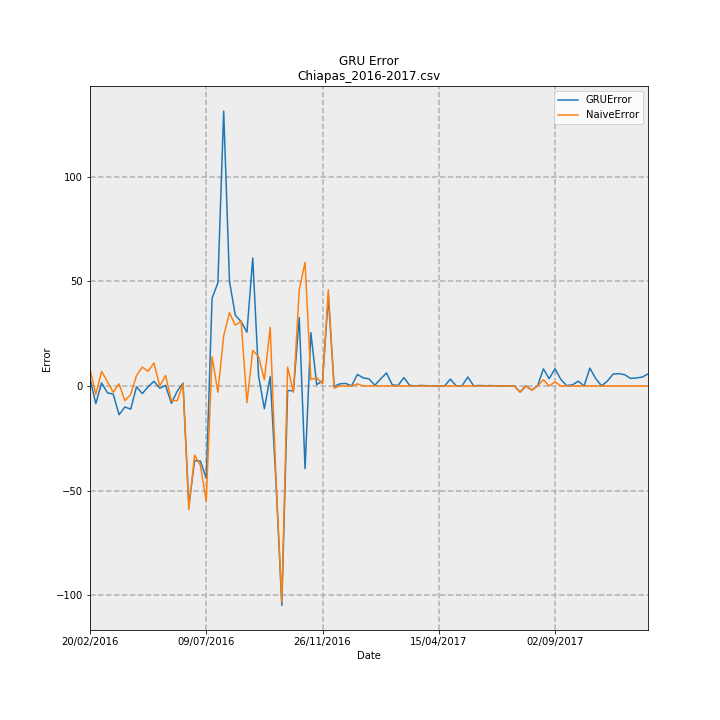 GRU Error
Chiapas_2016-2017.csv
GRUError
NaiveError
100
50
0
−50
−100
Error
20/02/2016 09/07/2016 26/11/2016 15/04/2017 02/09/2017
Date